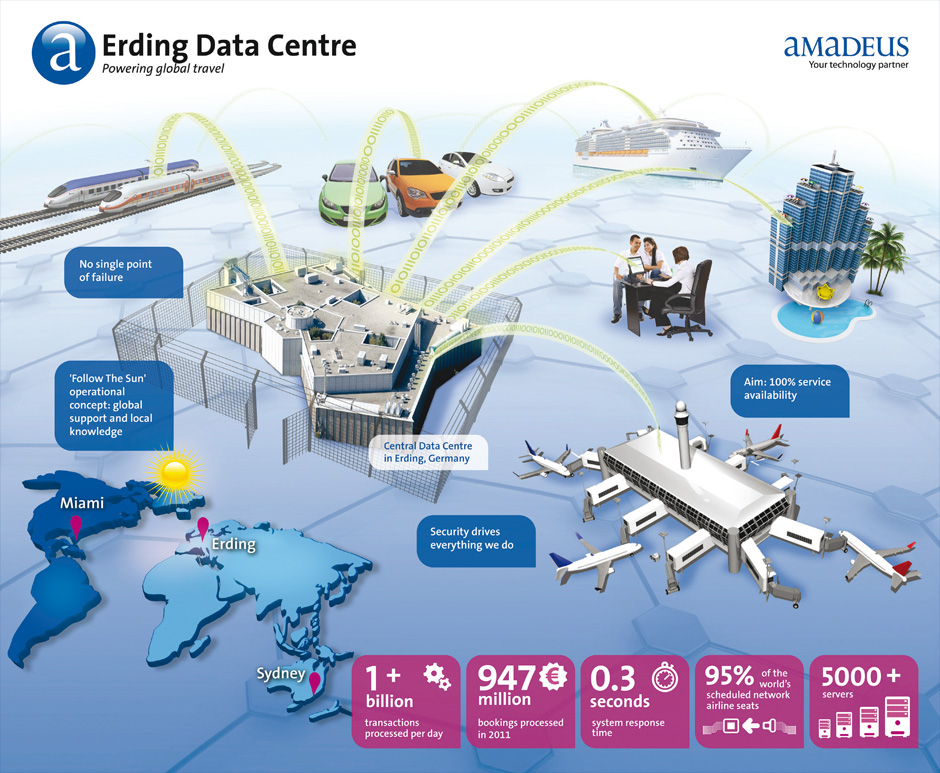 a
Erding Data Centre
Powering global travel
amadeus
Your technology partner
No single point
of failure
'Follow The Sun'
operational
concept: global
support and local
knowledge
Aim: 100% service
availability
Central Data Centre
in Erding, Germany
Security drives
everything we do
Miami
Erding
Sydney
1+
billion
transactions
processed per day
947
million
bookings processed
in 2011
0.3
seconds
system response
time
95% of the
world's
scheduled network
airline seats
5000+
servers